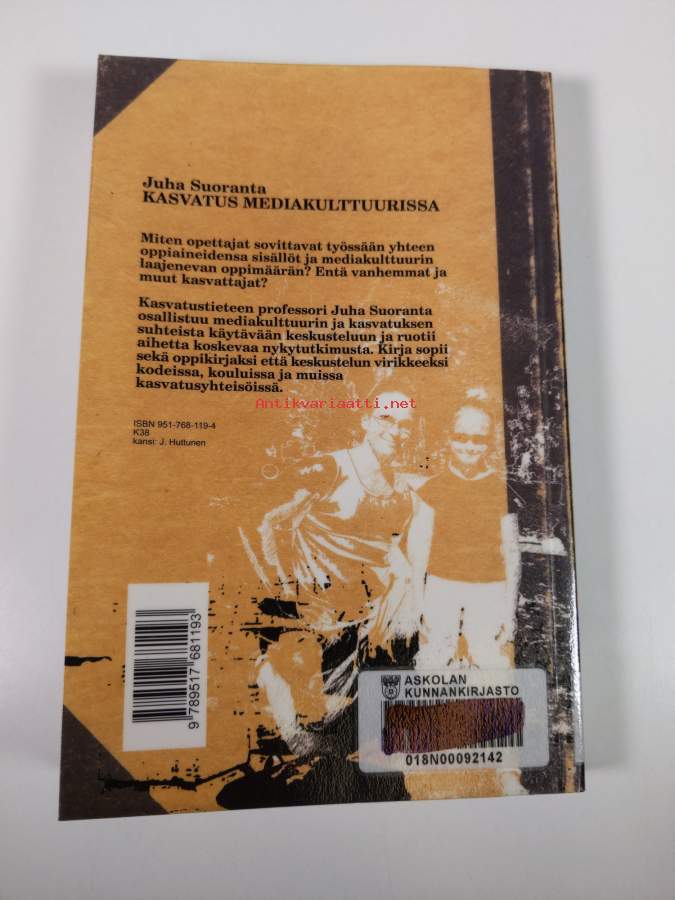 Juha Suoranta
KASVATUS MEDIAKULTTUURISSA
Miten opettajat sovittavat työssään yhteen
oppiaineidensa sisällöt ja mediakulttuurin
laajenevan oppimäärän? Entä vanhemmat ja
muut kasvattajat?
Kasvatustieteen professori Juha Suoranta
osallistuu mediakulttuurin ja kasvatuksen
suhteista käytävään keskusteluun ja ruotii
aihetta koskevaa nykytutkimusta. Kirja sopii
sekä oppikirjaksi että keskustelun virikkeeksi
kodeissa, kouluissa ja muissa
kasvatusyhteisöissä.
Antikvariaatti.net
ISBN 951-768-119-4
K38
kansi: J. Huttunen
9 789517 681193
ASKOLAN
KUNNANKIRJASTO
018N00092142